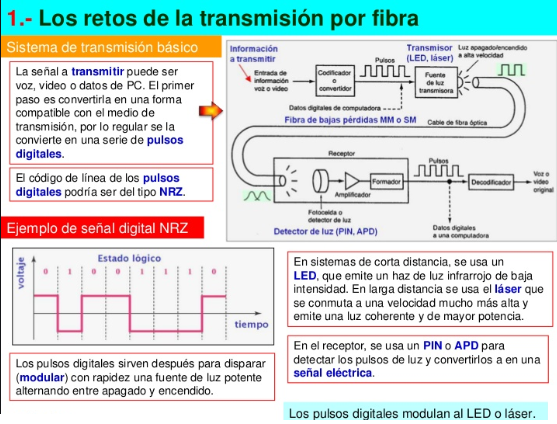 1.- Los retos de la transmisión por fibra
Sistema de transmisión básico
La señal a transmitir puede ser
voz, video o datos de PC. El primer
paso es convertirla en una forma
compatible con el medio de
transmisión, por lo regular se la
convierte en una serie de pulsos
digitales.
El código de línea de los pulsos
digitales podría ser del tipo NRZ.
Información
a transmitir
Entrada de
información
voz o video
Codificador
o
convertidor
Pulsos
Transmisor
(LED, láser)
Luz apagado/encendido
a alta velocidad
Fuente
de luz
transmisora
Datos digitales de computadora
Fibra de bajas pérdidas MM o SM
Cable de fibra óptica
Receptor
Amplificador
Formador
Pulsos
Decodificador
Voz o
video
original
Fotocelda o
detector de luz
Detector de luz (PIN, APD)
Datos digitales
a una computadora
Ejemplo de señal digital NRZ
voltaje
Estado lógico
0 1 0 0 1 1 1 0
tiempo
Los pulsos digitales sirven después para disparar
(modular) con rapidez una fuente de luz potente
alternando entre apagado y encendido.
En sistemas de corta distancia, se usa un
LED, que emite un haz de luz infrarrojo de baja
intensidad. En larga distancia se usa el láser que
se conmuta a una velocidad mucho más alta y
emite una luz coherente y de mayor potencia.
En el receptor, se usa un PIN o APD para
detectar los pulsos de luz y convertirlos a en una
señal eléctrica.
Los pulsos digitales modulan al LED o láser.